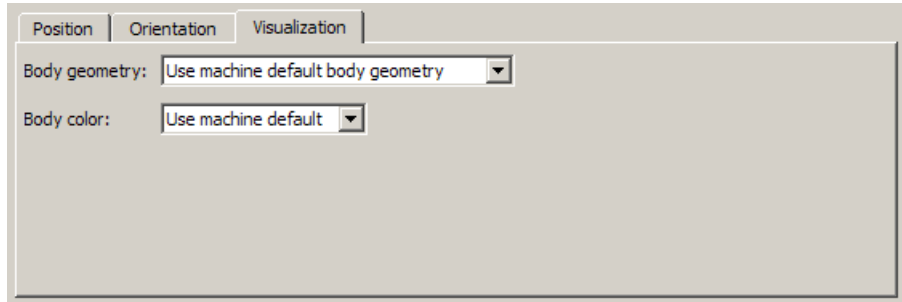 Position Orientation Visualization
Body geometry: Use machine default body geometry
Body color: Use machine default